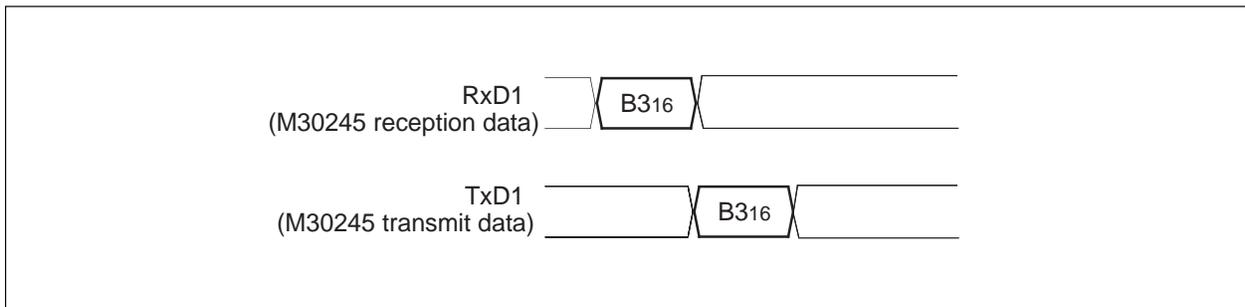 RxD1
(M30245 reception data)
B316
TxD1
(M30245 transmit data)
B316